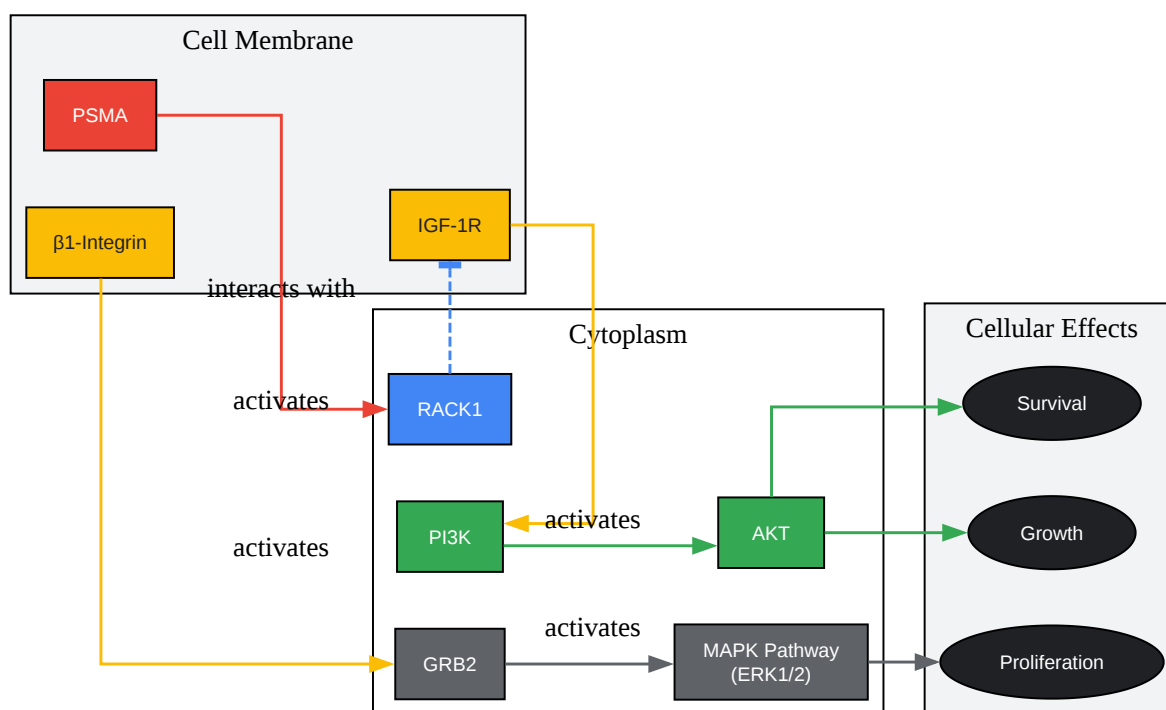 Cell Membrane
PSMA
β1-Integrin
IGF-1R
interacts with
Cytoplasm
Cellular Effects
activates
RACK1
Survival
activates
activates
PI3K
AKT
Growth
activates
GRB2
MAPK Pathway
(ERK1/2)
Proliferation